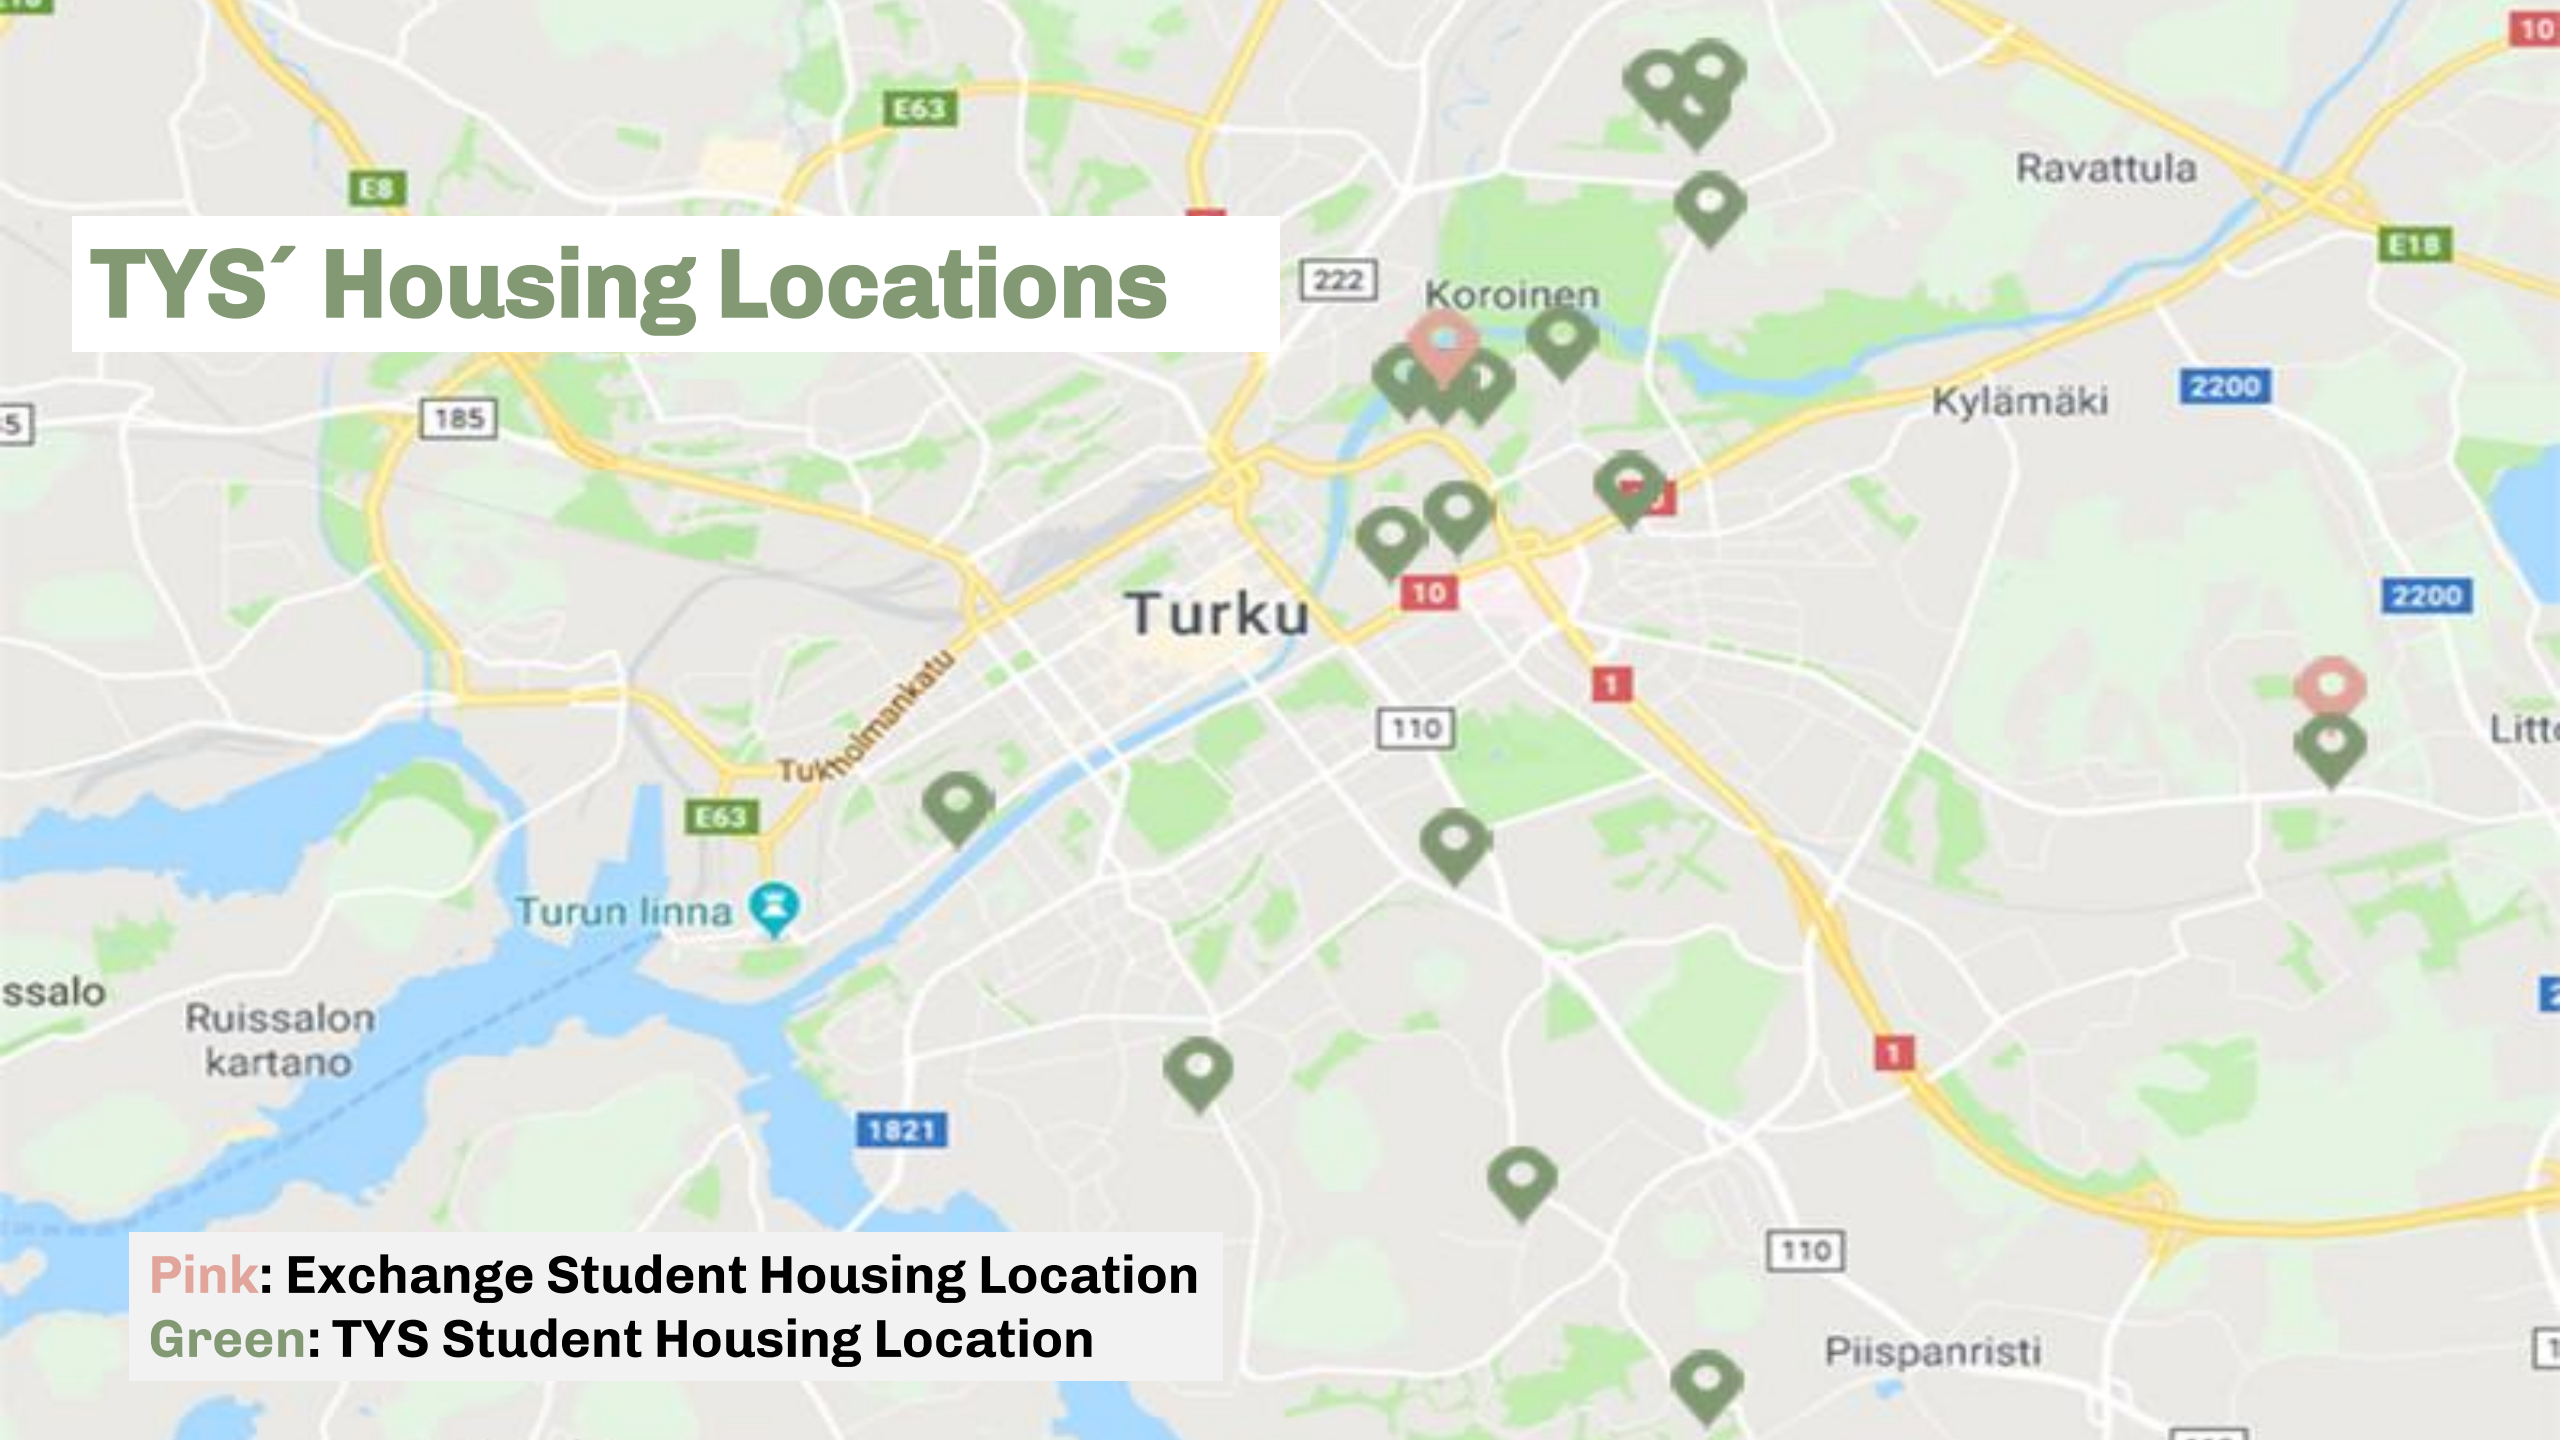 10
E63
Ravattula
E8
E18
TYS´ Housing Locations
222
Koroinen
2200
Kylämäki
185
10
Turku
2200
1
Tukholmankatu
110
E63
Turun linna
ssalo
Ruissalon
kartano
1
1821
110
Pink: Exchange Student Housing Location
Green: TYS Student Housing Location
Piispanristi